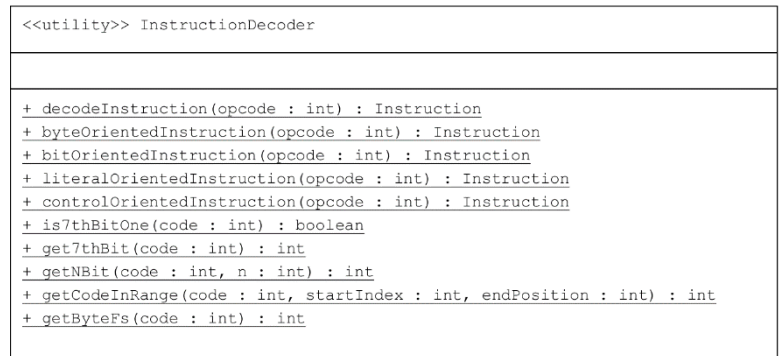 <<utility>> InstructionDecoder
+ decodeInstruction(opcode : int) : Instruction
+ byteOrientedInstruction(opcode : int) : Instruction
+ bitOrientedInstruction(opcode : int) : Instruction
+ literalOrientedInstruction(opcode : int) : Instruction
+ controlOrientedInstruction(opcode : int) : Instruction
+ is7thBitOne(code : int) : boolean
+ get7thBit(code : int) : int
+ getNBit(code : int, n : int) : int
+ getCodeInRange(code : int, startIndex : int, endPosition : int) : int
+ getByteFs(code : int) : int